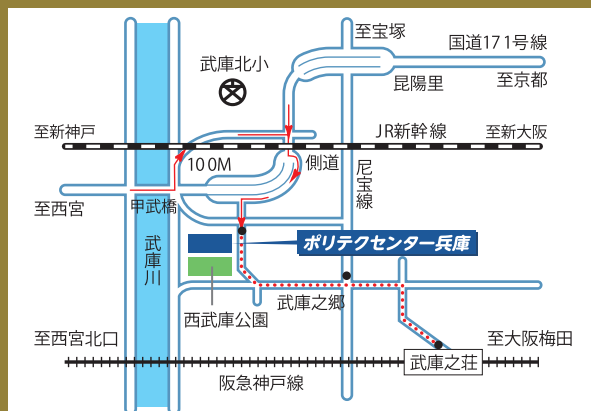 至宝塚
国道171号線
武庫北小
昆陽里
至京都
至新神戸
JR新幹線
至新大阪
100M
側道
尼宝線
至西宮
甲武橋
武庫川
ポリテクセンター兵庫
西武庫公園
武庫之郷
至西宮北口
至大阪梅田
武庫之荘
阪急神戸線